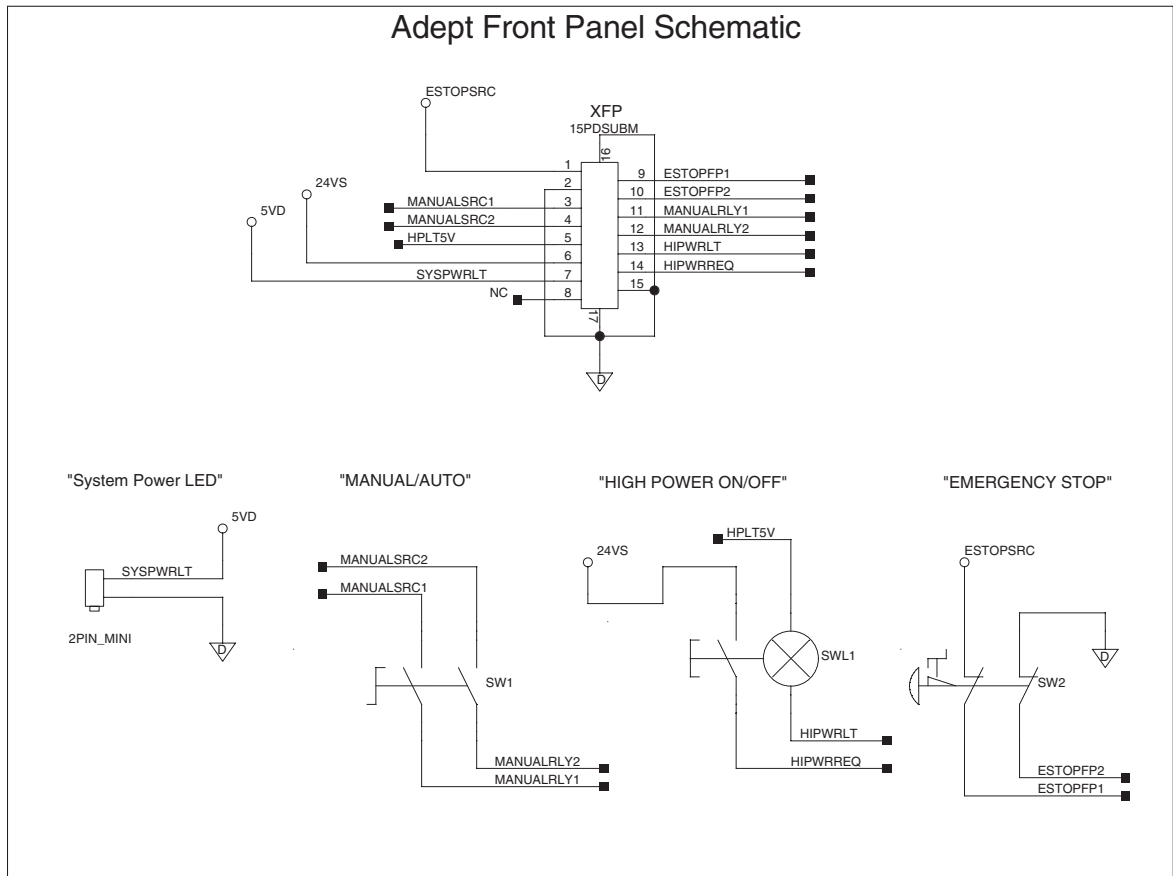 Adept Front Panel Schematic
ESTOPSRC
XFP
15PDSUBM
16
24VS
5VD
1
2
MANUALSRC1 3
MANUALSRC2 4
HPLT5V 5
6
SYSPWRLT 7
NC 8
9 ESTOPFP1
10 ESTOPFP2
11 MANUALRLY1
12 MANUALRLY2
13 HIPWRLT
14 HIPWRREQ
15
17
D
"System Power LED"
5VD
SYSPWRLT
2PIN_MINI
D
"MANUAL/AUTO"
MANUALSRC2
MANUALSRC1
SW1
MANUALRLY2
MANUALRLY1
"HIGH POWER ON/OFF"
HPLT5V
24VS
SWL1
HIPWRLT
HIPWRREQ
"EMERGENCY STOP"
ESTOPSRC
D
SW2
ESTOPFP2
ESTOPFP1